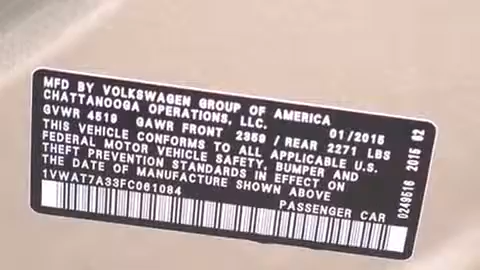 MFD BY VOLKSWAGEN GROUP OF AMERICA
CHATTANOOGA OPERATIONS, LLC. 01/2015
GVWR 4519 GAWR FRONT 2359 / REAR 2271 LBS
THIS VEHICLE CONFORMS TO ALL APPLICABLE U.S.
FEDERAL MOTOR VEHICLE SAFETY, BUMPER AND
THEFT PREVENTION STANDARDS IN EFFECT ON
THE DATE OF MANUFACTURE SHOWN ABOVE
1VWAT7A33FC061084 PASSENGER CAR
0249516 2015 02